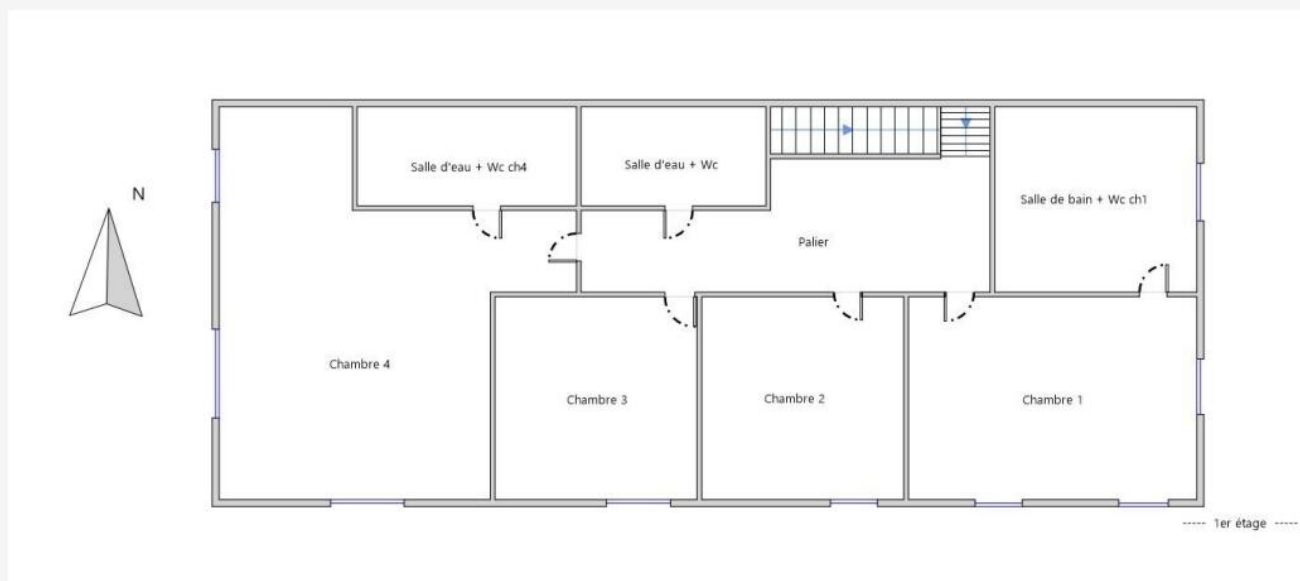 Salle d'eau + Wc ch4
Salle d'eau + Wc
N
Salle de bain + Wc ch1
Palier
Chambre 4
Chambre 3
Chambre 2
Chambre 1
----- 1er étage -----